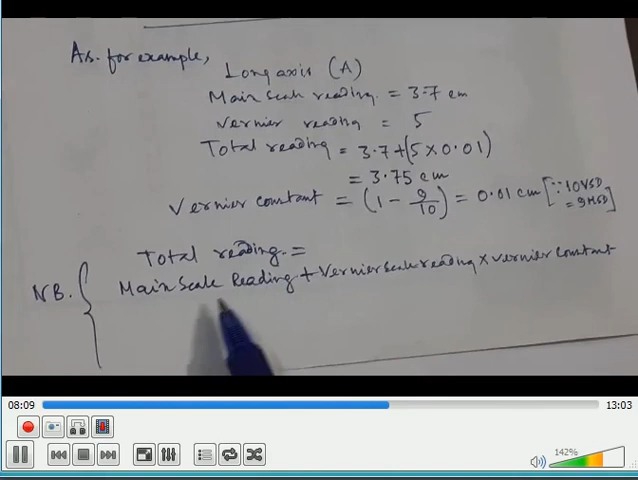 As. for example,
Long axis (A)
Main Scale reading. = 3.7 cm
Vernier reading = 5
Total reading = 3.7+(5×0.01)
= 3.75 cm
Vernier constant = (1 - 9/10) = 0.01 cm [∵ 10 VSD = 9 MSD]
Total reading. =
NB. { Main Scale Reading + Vernier Scale reading × Vernier Constant
08:09 13:03
142%